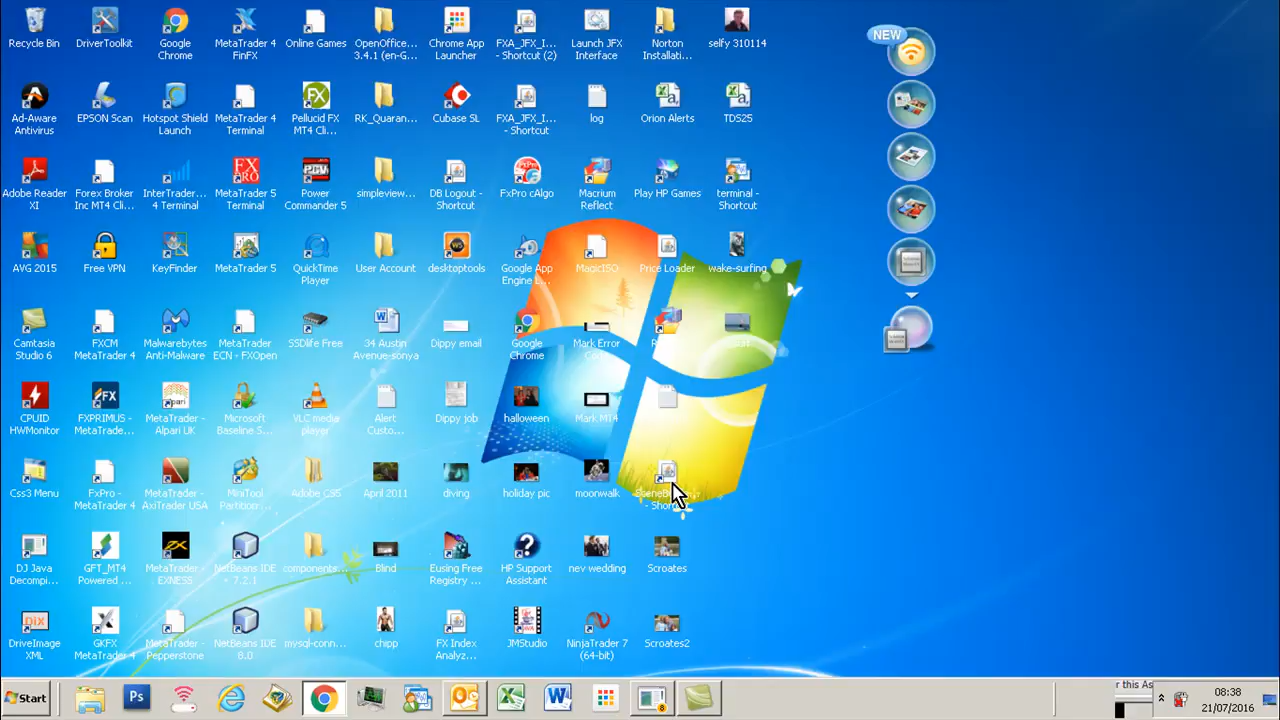 Recycle Bin
DriverToolkit
Google
Chrome
MetaTrader 4
FinFX
Online Games
OpenOffice...
3.4.1 (en-G...
Chrome App
Launcher
FXA_JFX_I...
- Shortcut (2)
Launch JFX
Interface
Norton
Installati...
selfy 310114
NEW
Ad-Aware
Antivirus
EPSON Scan
Hotspot Shield
Launch
MetaTrader 4
Terminal
Pellucid FX
MT4 Cli...
RK_Quaran...
Cubase SL
FXA_JFX_I...
- Shortcut
log
Orion Alerts
TDS25
Adobe Reader
XI
Forex Broker
Inc MT4 Cli...
InterTrader...
4 Terminal
MetaTrader 5
Terminal
Power
Commander 5
simpleview...
DB Logout -
Shortcut
FxPro cAlgo
Macrium
Reflect
Play HP Games
terminal -
Shortcut
AVG 2015
Free VPN
KeyFinder
MetaTrader 5
QuickTime
Player
User Account
desktoptools
Google App
Engine L...
MagicISO
Price Loader
wake-surfing
Camtasia
Studio 6
FXCM
MetaTrader 4
Malwarebytes
Anti-Malware
MetaTrader
ECN - FXOpen
SSDlife Free
34 Austin
Avenue-sonya
Dippy email
Google
Chrome
Mark Error
CPUID
HWMonitor
FXPRIMUS -
MetaTrade...
MetaTrader -
Alpari UK
Microsoft
Baseline S...
VLC media
player
Alert
Custo...
Dippy job
halloween
Mark MT4
Css3 Menu
FxPro -
MetaTrader 4
MetaTrader -
AxiTrader USA
MiniTool
Partition ...
Adobe CS5
April 2011
diving
holiday pic
moonwalk
DJ Java
Decompi...
GFT_MT4
Powered ...
MetaTrader -
EXNESS
NetBeans IDE
7.2.1
components...
Blind
Eusing Free
Registry ...
HP Support
Assistant
nev wedding
Scroates
DriveImage
XML
GKFX
MetaTrader 4
MetaTrader -
Pepperstone
NetBeans IDE
8.0
mysql-conn...
chipp
FX Index
Analyz...
JMStudio
NinjaTrader 7
(64-bit)
Scroates2
Start
Ps
r this As
08:38
21/07/2016